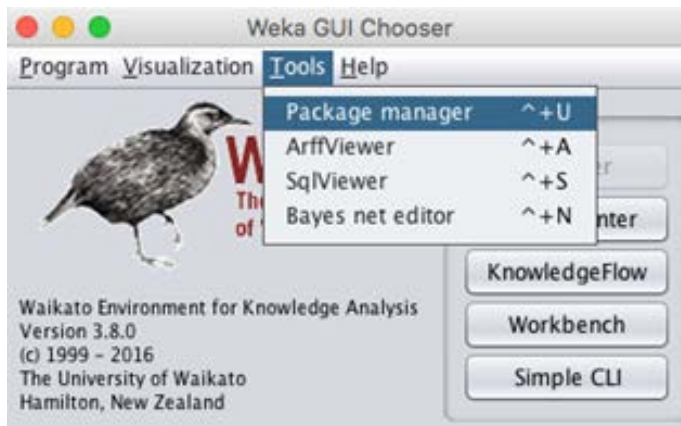 Weka GUI Chooser
Program Visualization Tools Help
Package manager ^+U
ArffViewer ^+A
SqlViewer ^+S
Bayes net editor ^+N
KnowledgeFlow
Workbench
Simple CLI
Waikato Environment for Knowledge Analysis
Version 3.8.0
(c) 1999 - 2016
The University of Waikato
Hamilton, New Zealand